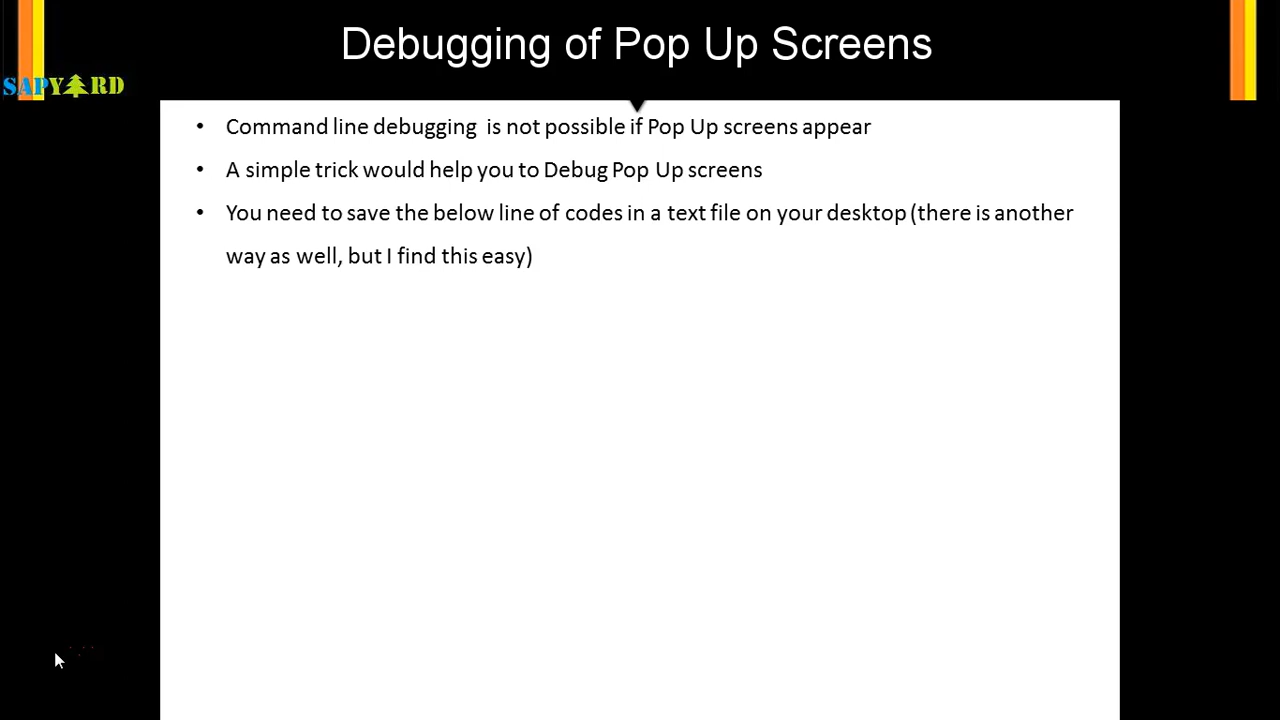 Debugging of Pop Up Screens
SAPYARD
• Command line debugging is not possible if Pop Up screens appear
• A simple trick would help you to Debug Pop Up screens
• You need to save the below line of codes in a text file on your desktop (there is another
way as well, but I find this easy)